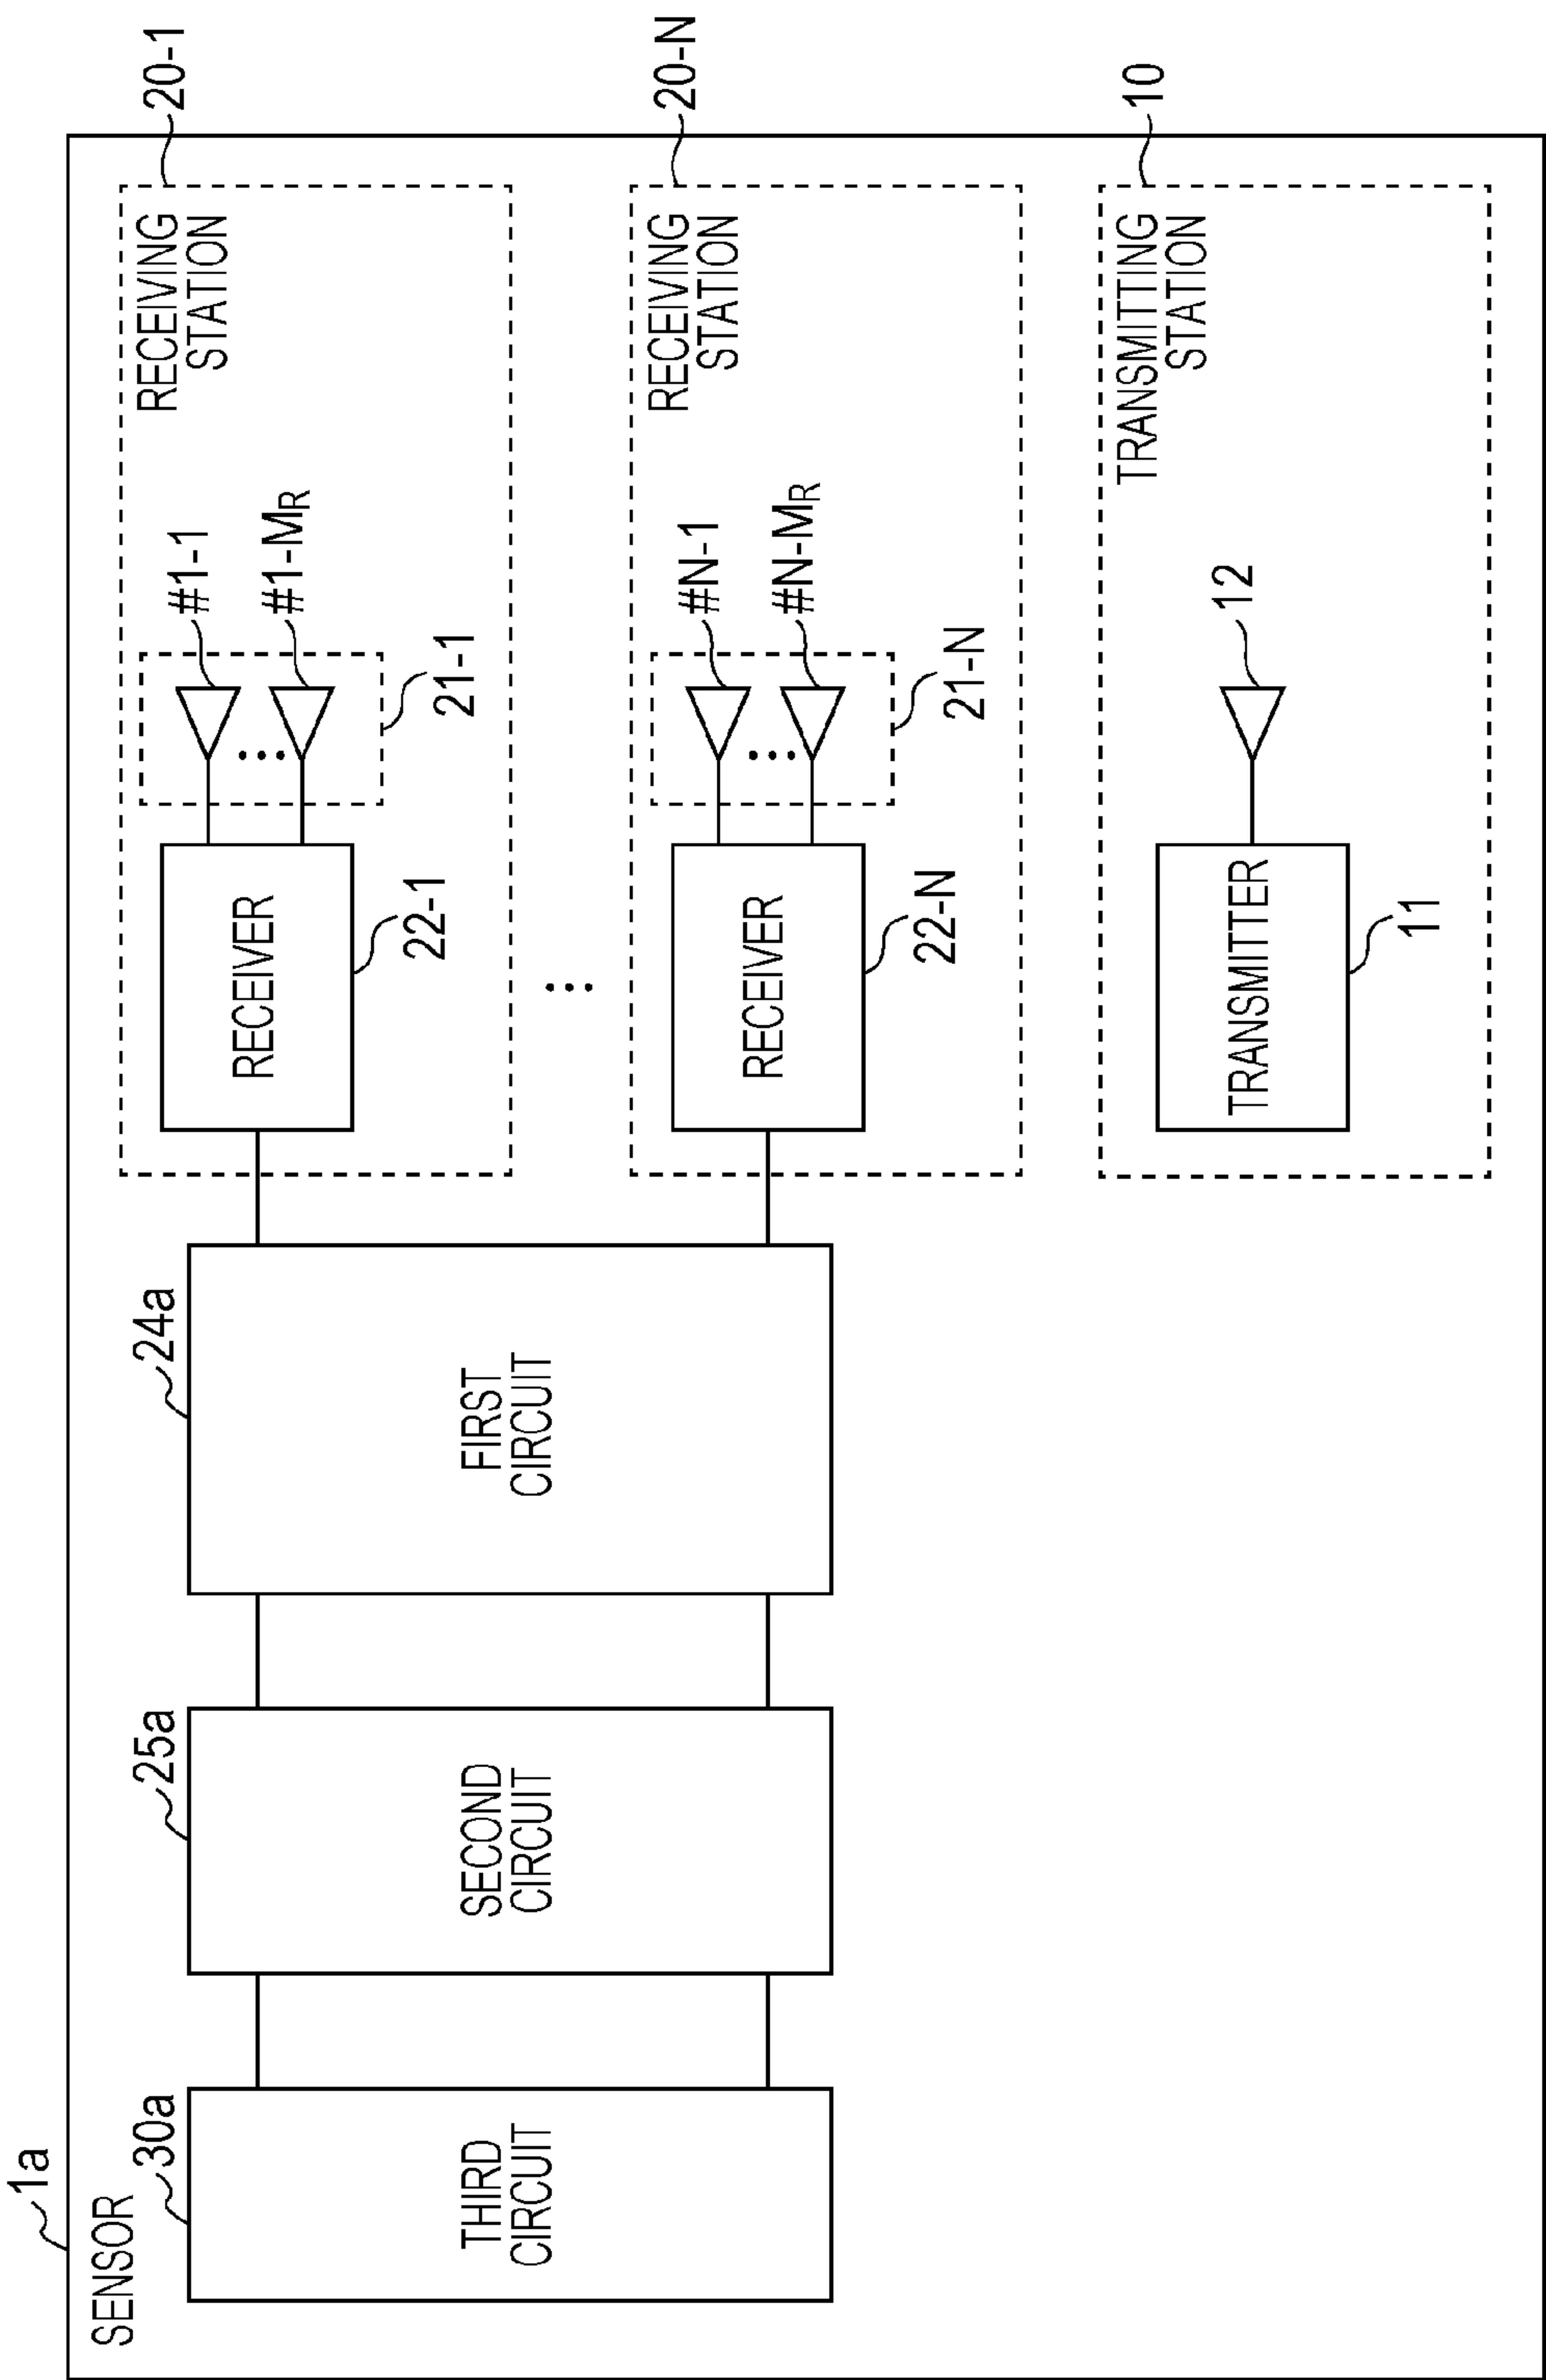 1a
SENSOR
30a
THIRD
CIRCUIT
25a
SECOND
CIRCUIT
24a
FIRST
CIRCUIT
20-1
RECEIVING
STATION
#1-1
#1-MR
21-1
RECEIVER
22-1
20-N
RECEIVING
STATION
#N-1
#N-MR
21-N
RECEIVER
22-N
10
TRANSMITTING
STATION
12
TRANSMITTER
11